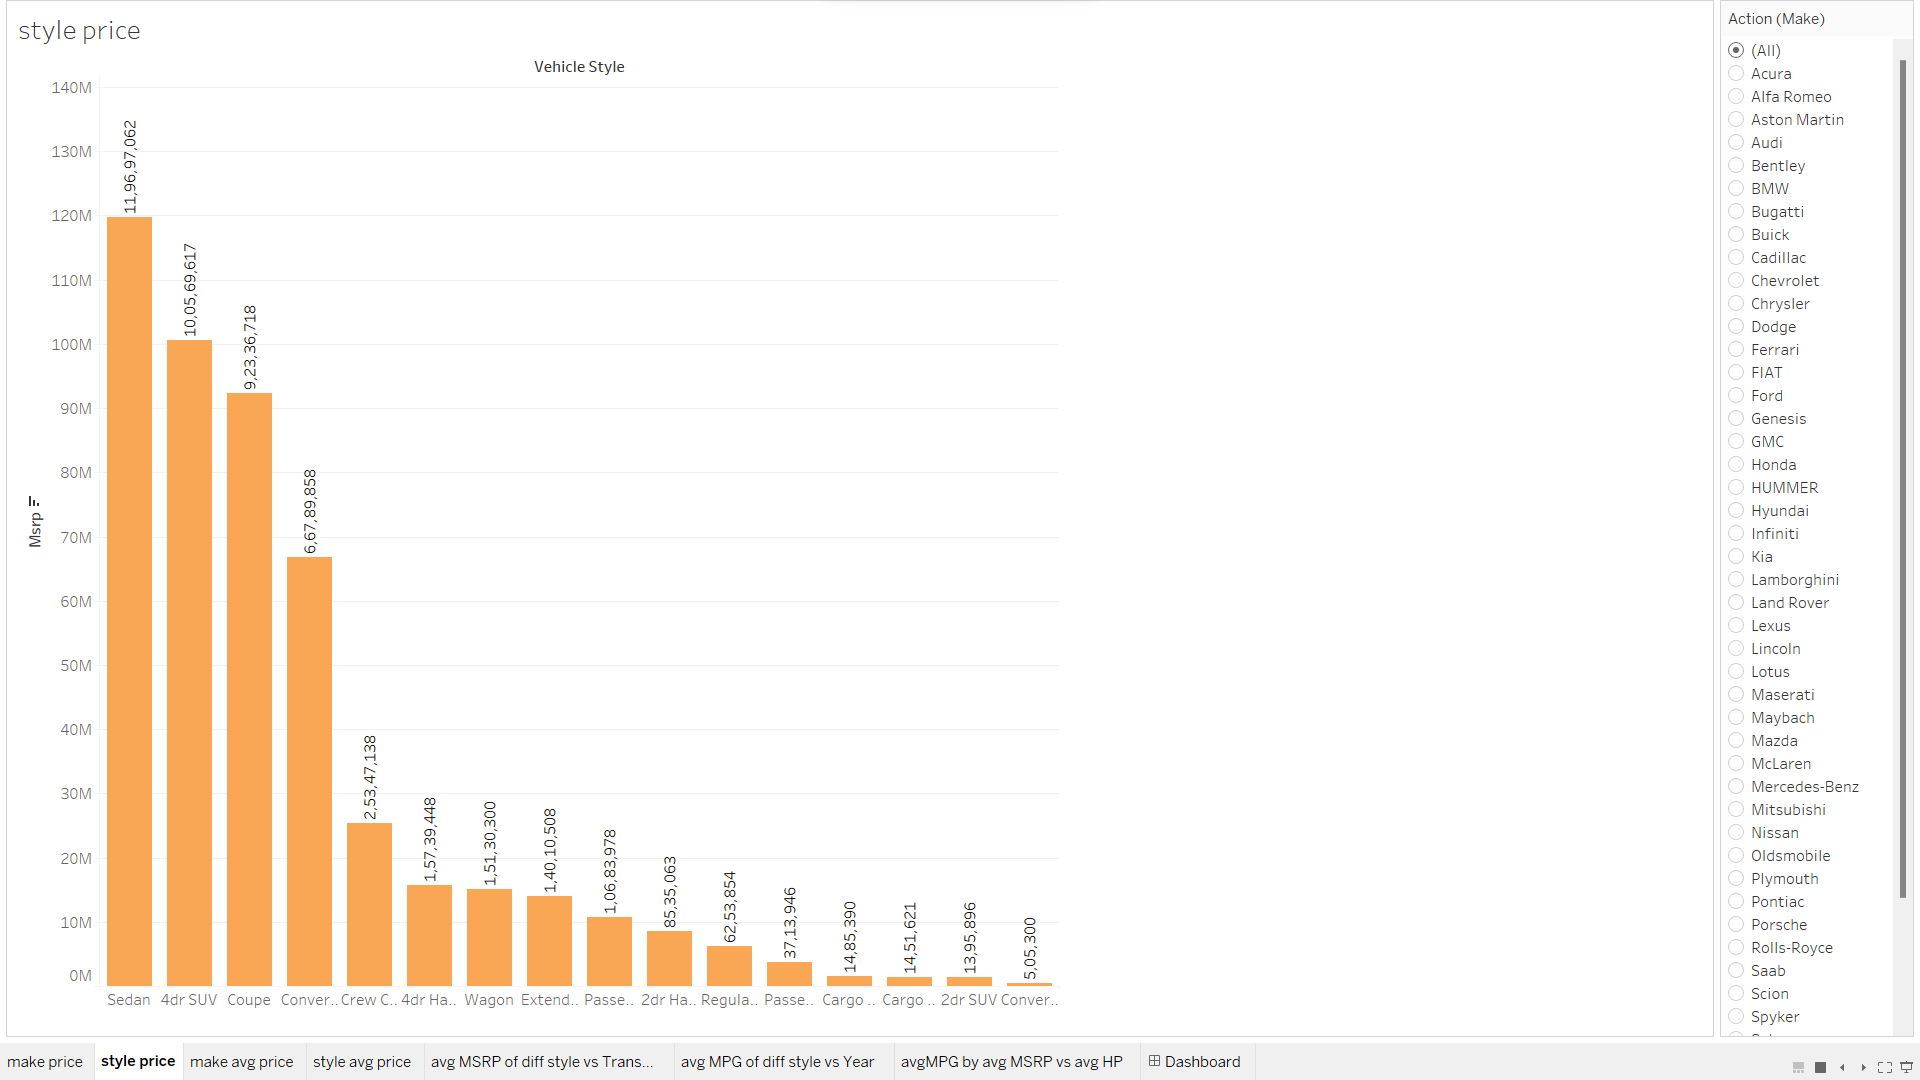 style price
Vehicle Style
140M
130M
120M
110M
100M
90M
80M
70M
60M
50M
40M
30M
20M
10M
0M
Msrp
11,96,97,062
10,05,69,617
9,23,36,718
6,67,89,858
2,53,47,138
1,57,39,448
1,51,30,300
1,40,10,508
1,06,83,978
85,35,063
62,53,854
37,13,946
14,85,390
14,51,621
13,95,896
5,05,300
Sedan 4dr SUV Coupe Conver.. Crew C.. 4dr Ha.. Wagon Extend.. Passe.. 2dr Ha.. Regula.. Passe.. Cargo .. Cargo .. 2dr SUV Conver..
Action (Make)
(All)
Acura
Alfa Romeo
Aston Martin
Audi
Bentley
BMW
Bugatti
Buick
Cadillac
Chevrolet
Chrysler
Dodge
Ferrari
FIAT
Ford
Genesis
GMC
Honda
HUMMER
Hyundai
Infiniti
Kia
Lamborghini
Land Rover
Lexus
Lincoln
Lotus
Maserati
Maybach
Mazda
McLaren
Mercedes-Benz
Mitsubishi
Nissan
Oldsmobile
Plymouth
Pontiac
Porsche
Rolls-Royce
Saab
Scion
Spyker
make price style price make avg price style avg price avg MSRP of diff style vs Trans... avg MPG of diff style vs Year avgMPG by avg MSRP vs avg HP Dashboard